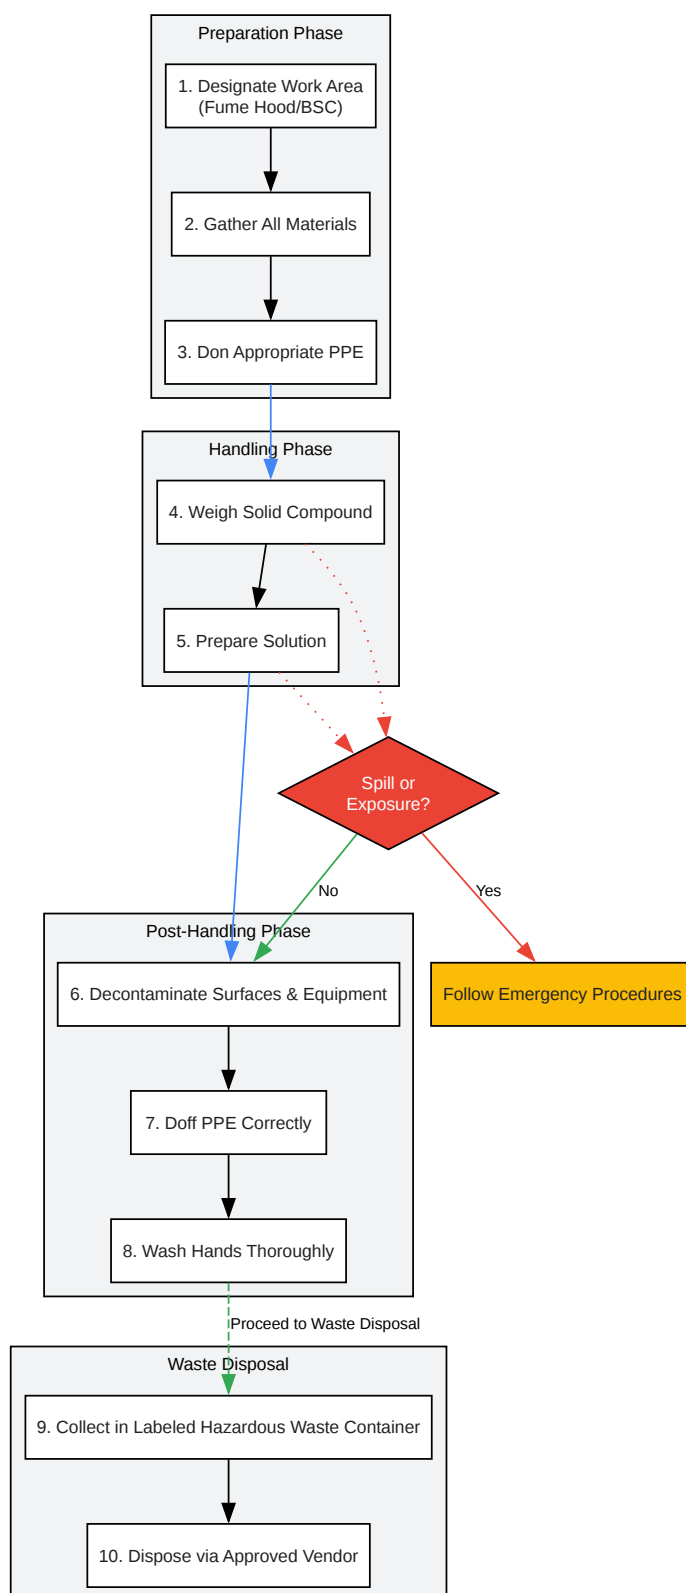 Preparation Phase
1. Designate Work Area
(Fume Hood/BSC)
2. Gather All Materials
3. Don Appropriate PPE
Handling Phase
4. Weigh Solid Compound
5. Prepare Solution
Spill or
Exposure?
No
Yes
Post-Handling Phase
6. Decontaminate Surfaces & Equipment
Follow Emergency Procedures
7. Doff PPE Correctly
8. Wash Hands Thoroughly
Proceed to Waste Disposal
Waste Disposal
9. Collect in Labeled Hazardous Waste Container
10. Dispose via Approved Vendor